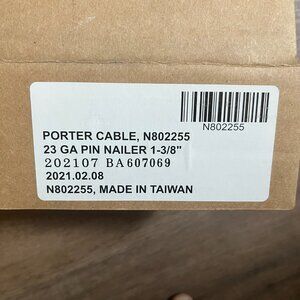 N802255
PORTER CABLE, N802255
23 GA PIN NAILER 1-3/8"
202107 BA607069
2021.02.08
N802255, MADE IN TAIWAN